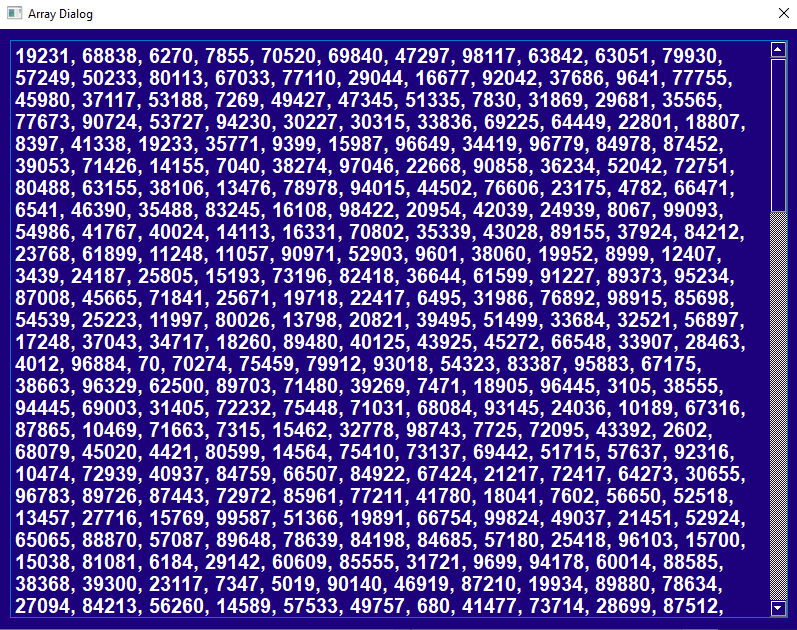 Array Dialog
19231, 68838, 6270, 7855, 70520, 69840, 47297, 98117, 63842, 63051, 79930,
57249, 50233, 80113, 67033, 77110, 29044, 16677, 92042, 37686, 9641, 77755,
45980, 37117, 53188, 7269, 49427, 47345, 51335, 7830, 31869, 29681, 35565,
77673, 90724, 53727, 94230, 30227, 30315, 33836, 69225, 64449, 22801, 18807,
8397, 41338, 19233, 35771, 9399, 15987, 96649, 34419, 96779, 84978, 87452,
39053, 71426, 14155, 7040, 38274, 97046, 22668, 90858, 36234, 52042, 72751,
80488, 63155, 38106, 13476, 78978, 94015, 44502, 76606, 23175, 4782, 66471,
6541, 46390, 35488, 83245, 16108, 98422, 20954, 42039, 24939, 8067, 99093,
54986, 41767, 40024, 14113, 16331, 70802, 35339, 43028, 89155, 37924, 84212,
23768, 61899, 11248, 11057, 90971, 52903, 9601, 38060, 19952, 8999, 12407,
3439, 24187, 25805, 15193, 73196, 82418, 36644, 61599, 91227, 89373, 95234,
87008, 45665, 71841, 25671, 19718, 22417, 6495, 31986, 76892, 98915, 85698,
54539, 25223, 11997, 80026, 13798, 20821, 39495, 51499, 33684, 32521, 56897,
17248, 37043, 34717, 18260, 89480, 40125, 43925, 45272, 66548, 33907, 28463,
4012, 96884, 70, 70274, 75459, 79912, 93018, 54323, 83387, 95883, 67175,
38663, 96329, 62500, 89703, 71480, 39269, 7471, 18905, 96445, 3105, 38555,
94445, 69003, 31405, 72232, 75448, 71031, 68084, 93145, 24036, 10189, 67316,
87865, 10469, 71663, 7315, 15462, 32778, 98743, 7725, 72095, 43392, 2602,
68079, 45020, 4421, 80599, 14564, 75410, 73137, 69442, 51715, 57637, 92316,
10474, 72939, 40937, 84759, 66507, 84922, 67424, 21217, 72417, 64273, 30655,
96783, 89726, 87443, 72972, 85961, 77211, 41780, 18041, 7602, 56650, 52518,
13457, 27716, 15769, 99587, 51366, 19891, 66754, 99824, 49037, 21451, 52924,
65065, 88870, 57087, 89648, 78639, 84198, 84685, 57180, 25418, 96103, 15700,
15038, 81081, 6184, 29142, 60609, 85555, 31721, 9699, 94178, 60014, 88585,
38368, 39300, 23117, 7347, 5019, 90140, 46919, 87210, 19934, 89880, 78634,
27094, 84213, 56260, 14589, 57533, 49757, 680, 41477, 73714, 28699, 87512,